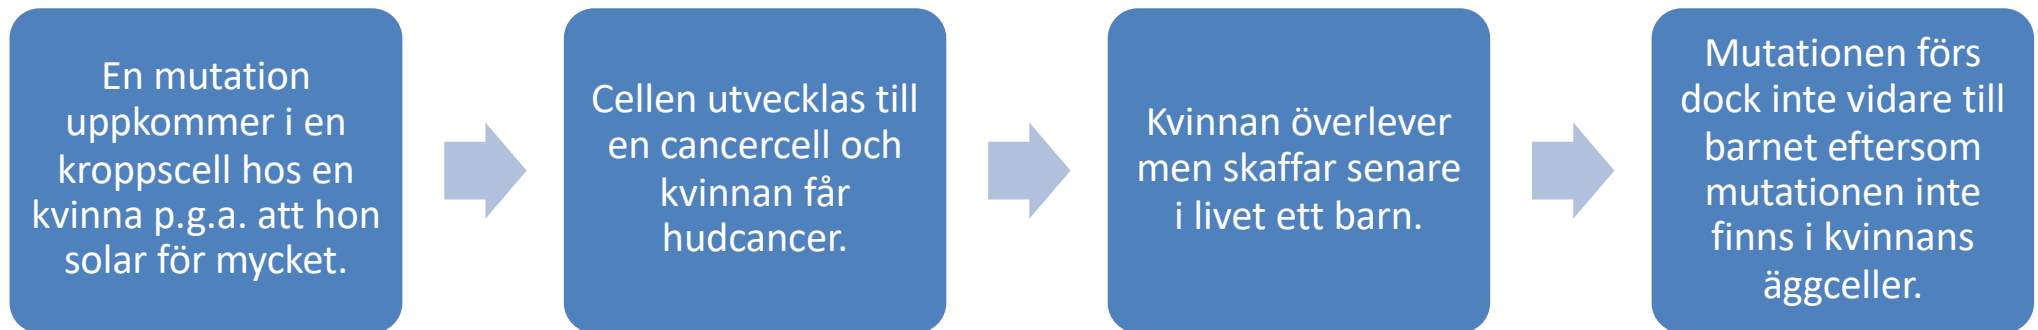 En mutation
uppkommer i en
kroppscell hos en
kvinna p.g.a. att hon
solar för mycket.
Cellen utvecklas till
en cancercell och
kvinnan får
hudcancer.
Kvinnan överlever
men skaffar senare
i livet ett barn.
Mutationen förs
dock inte vidare till
barnet eftersom
mutationen inte
finns i kvinnans
äggceller.